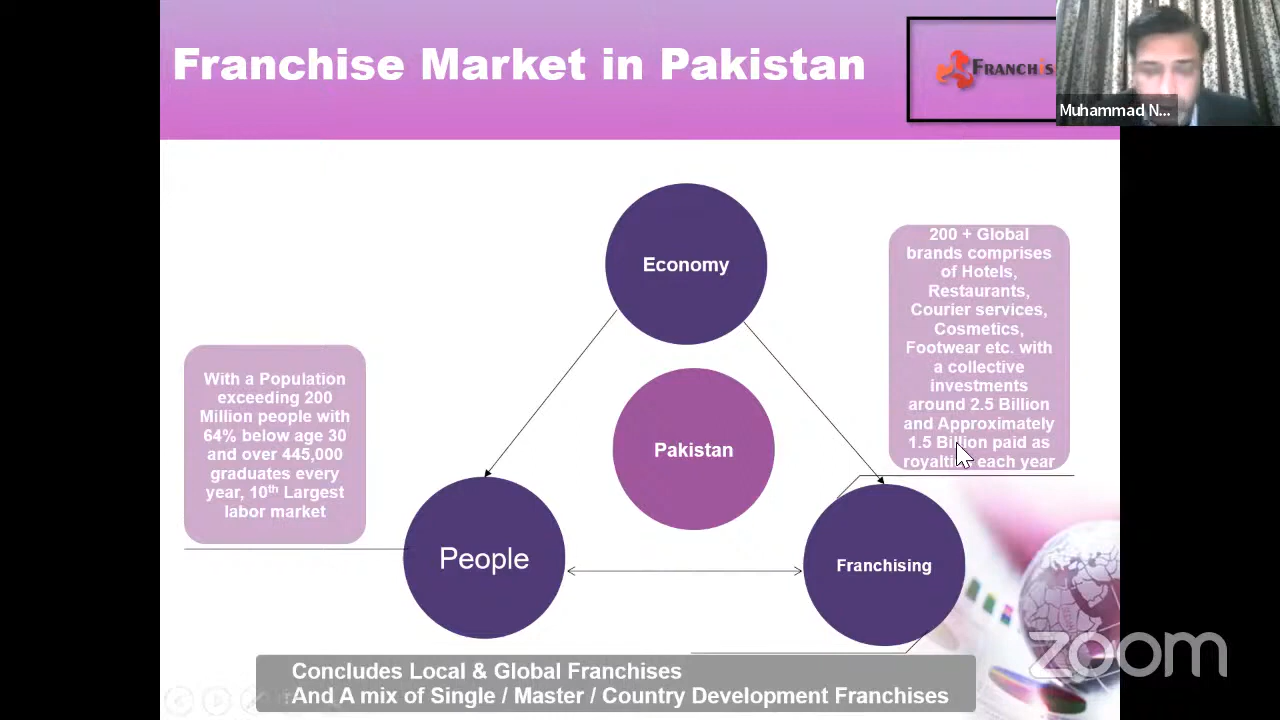 Franchise Market in Pakistan
FRANCHIS
Muhammad N...
Economy
200 + Global
brands comprises
of Hotels,
Restaurants,
Courier services,
Cosmetics,
Footwear etc. with
a collective
investments
around 2.5 Billion
and Approximately
1.5 Billion paid as
royalties each year
With a Population
exceeding 200
Million people with
64% below age 30
and over 445,000
graduates every
year, 10th Largest
labor market
Pakistan
People
Franchising
Concludes Local & Global Franchises
And A mix of Single / Master / Country Development Franchises
zoom